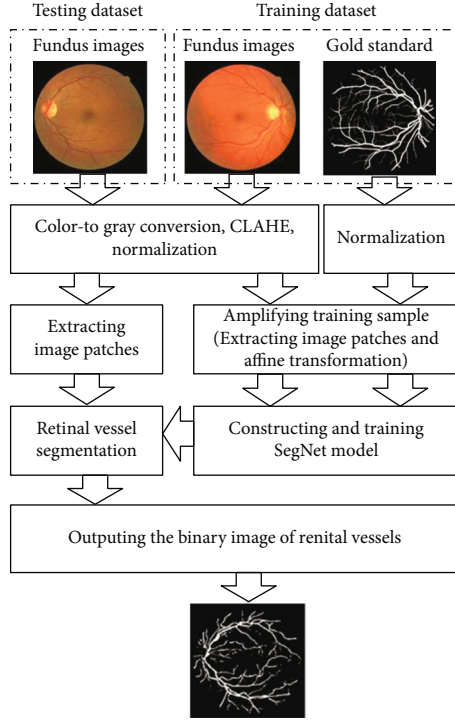 Testing dataset
Training dataset
Fundus images
Fundus images
Gold standard
Color-to gray conversion, CLAHE,
normalization
Normalization
Extracting
image patches
Amplifying training sample
(Extracting image patches and
affine transformation)
Retinal vessel
segmentation
Constructing and training
SegNet model
Outputing the binary image of renital vessels